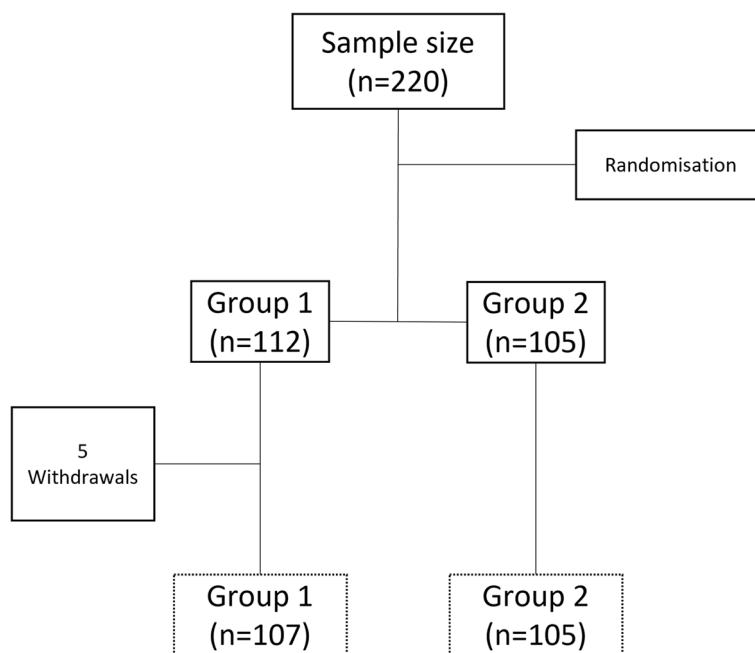 Sample size
(n=220)
Randomisation
Group 1
(n=112)
Group 2
(n=105)
5
Withdrawals
Group 1
(n=107)
Group 2
(n=105)